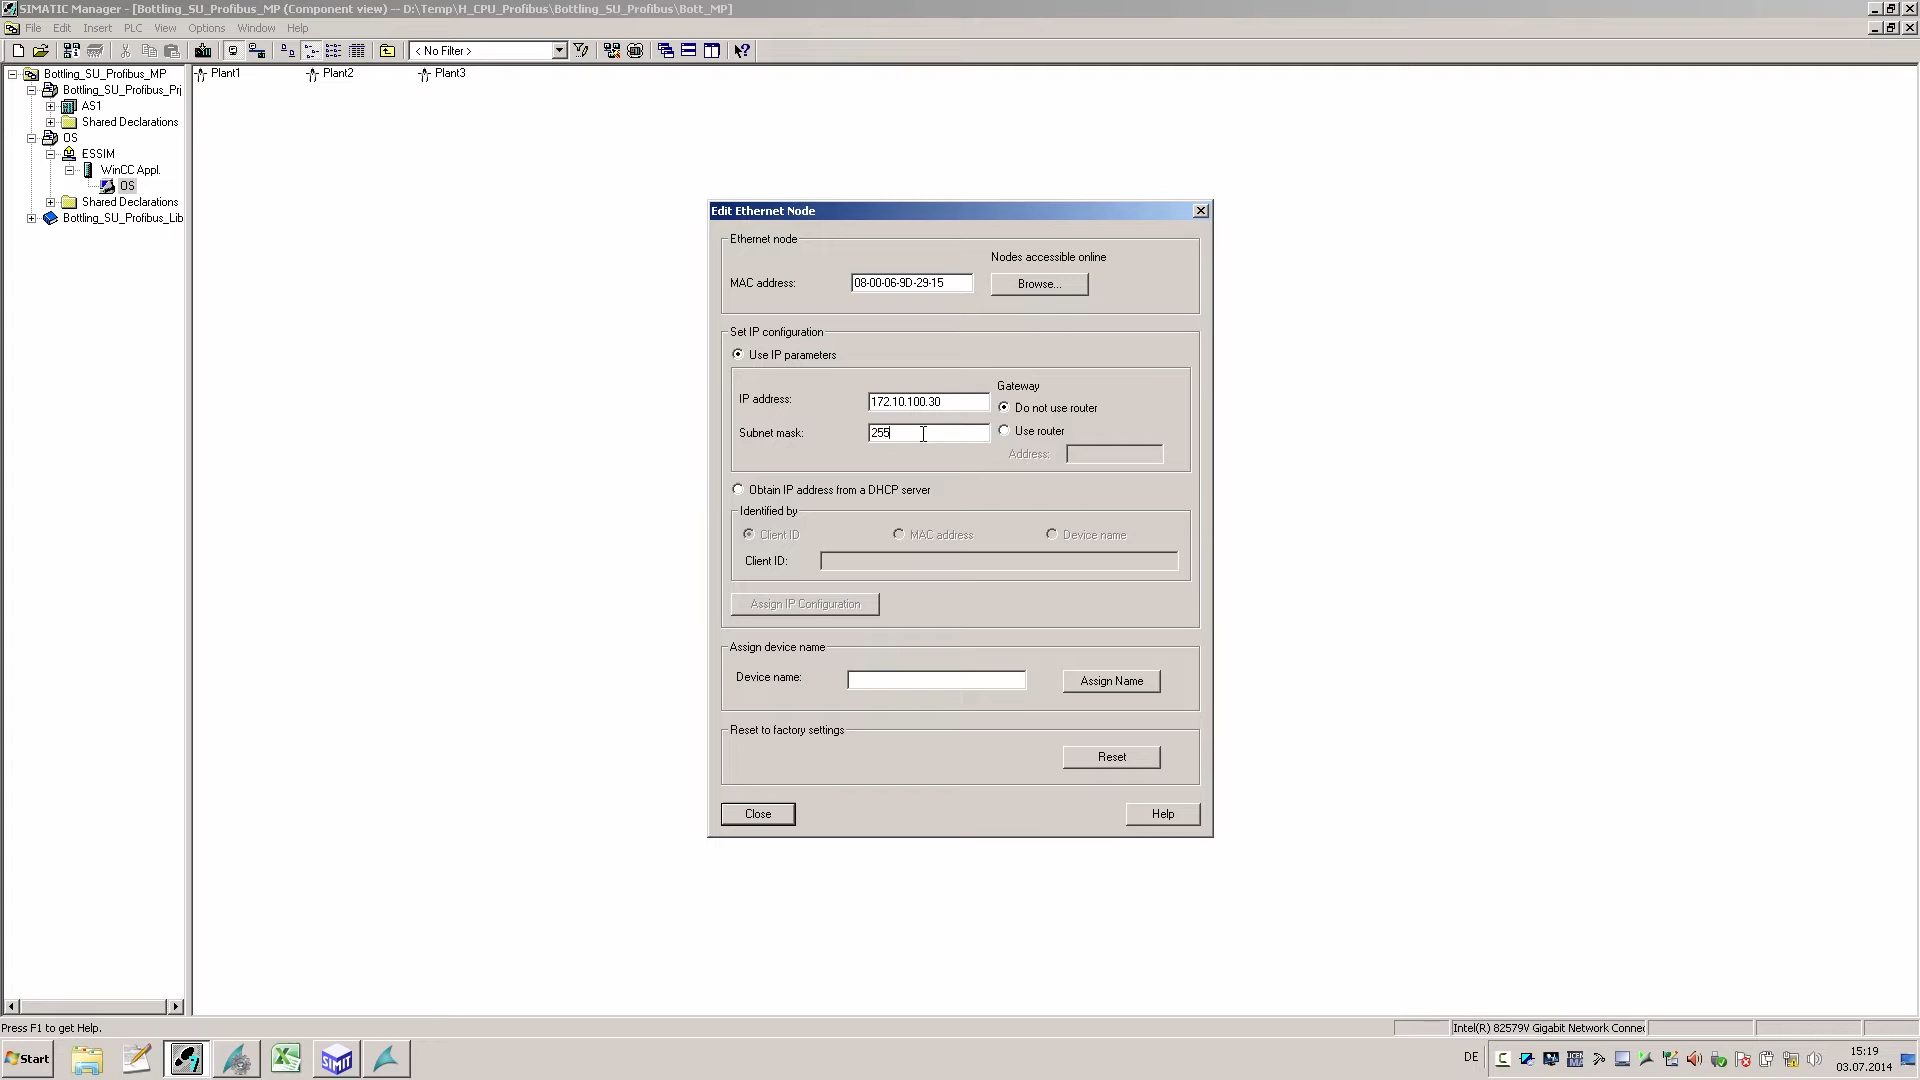 SIMATIC Manager - [Bottling_SU_Profibus_MP (Component view) -- D:\Temp\H_CPU_Profibus\Bottling_SU_Profibus\Bott_MP]
File Edit Insert PLC View Options Window Help
< No Filter >
Bottling_SU_Profibus_MP
Bottling_SU_Profibus_Prj
AS1
Shared Declarations
OS
ESSIM
WinCC Appl.
OS
Shared Declarations
Bottling_SU_Profibus_Lib
Plant1 Plant2 Plant3
Edit Ethernet Node
Ethernet node
Nodes accessible online
MAC address: 08-00-06-9D-29-15 Browse...
Set IP configuration
Use IP parameters
Gateway
IP address: 172.10.100.30 Do not use router
Subnet mask: 255 Use router
Address:
Obtain IP address from a DHCP server
Identified by
Client ID MAC address Device name
Client ID:
Assign IP Configuration
Assign device name
Device name: Assign Name
Reset to factory settings
Reset
Close Help
Press F1 to get Help.
Intel(R) 82579V Gigabit Network Connec
Start
SIMIT
DE
15:19
03.07.2014